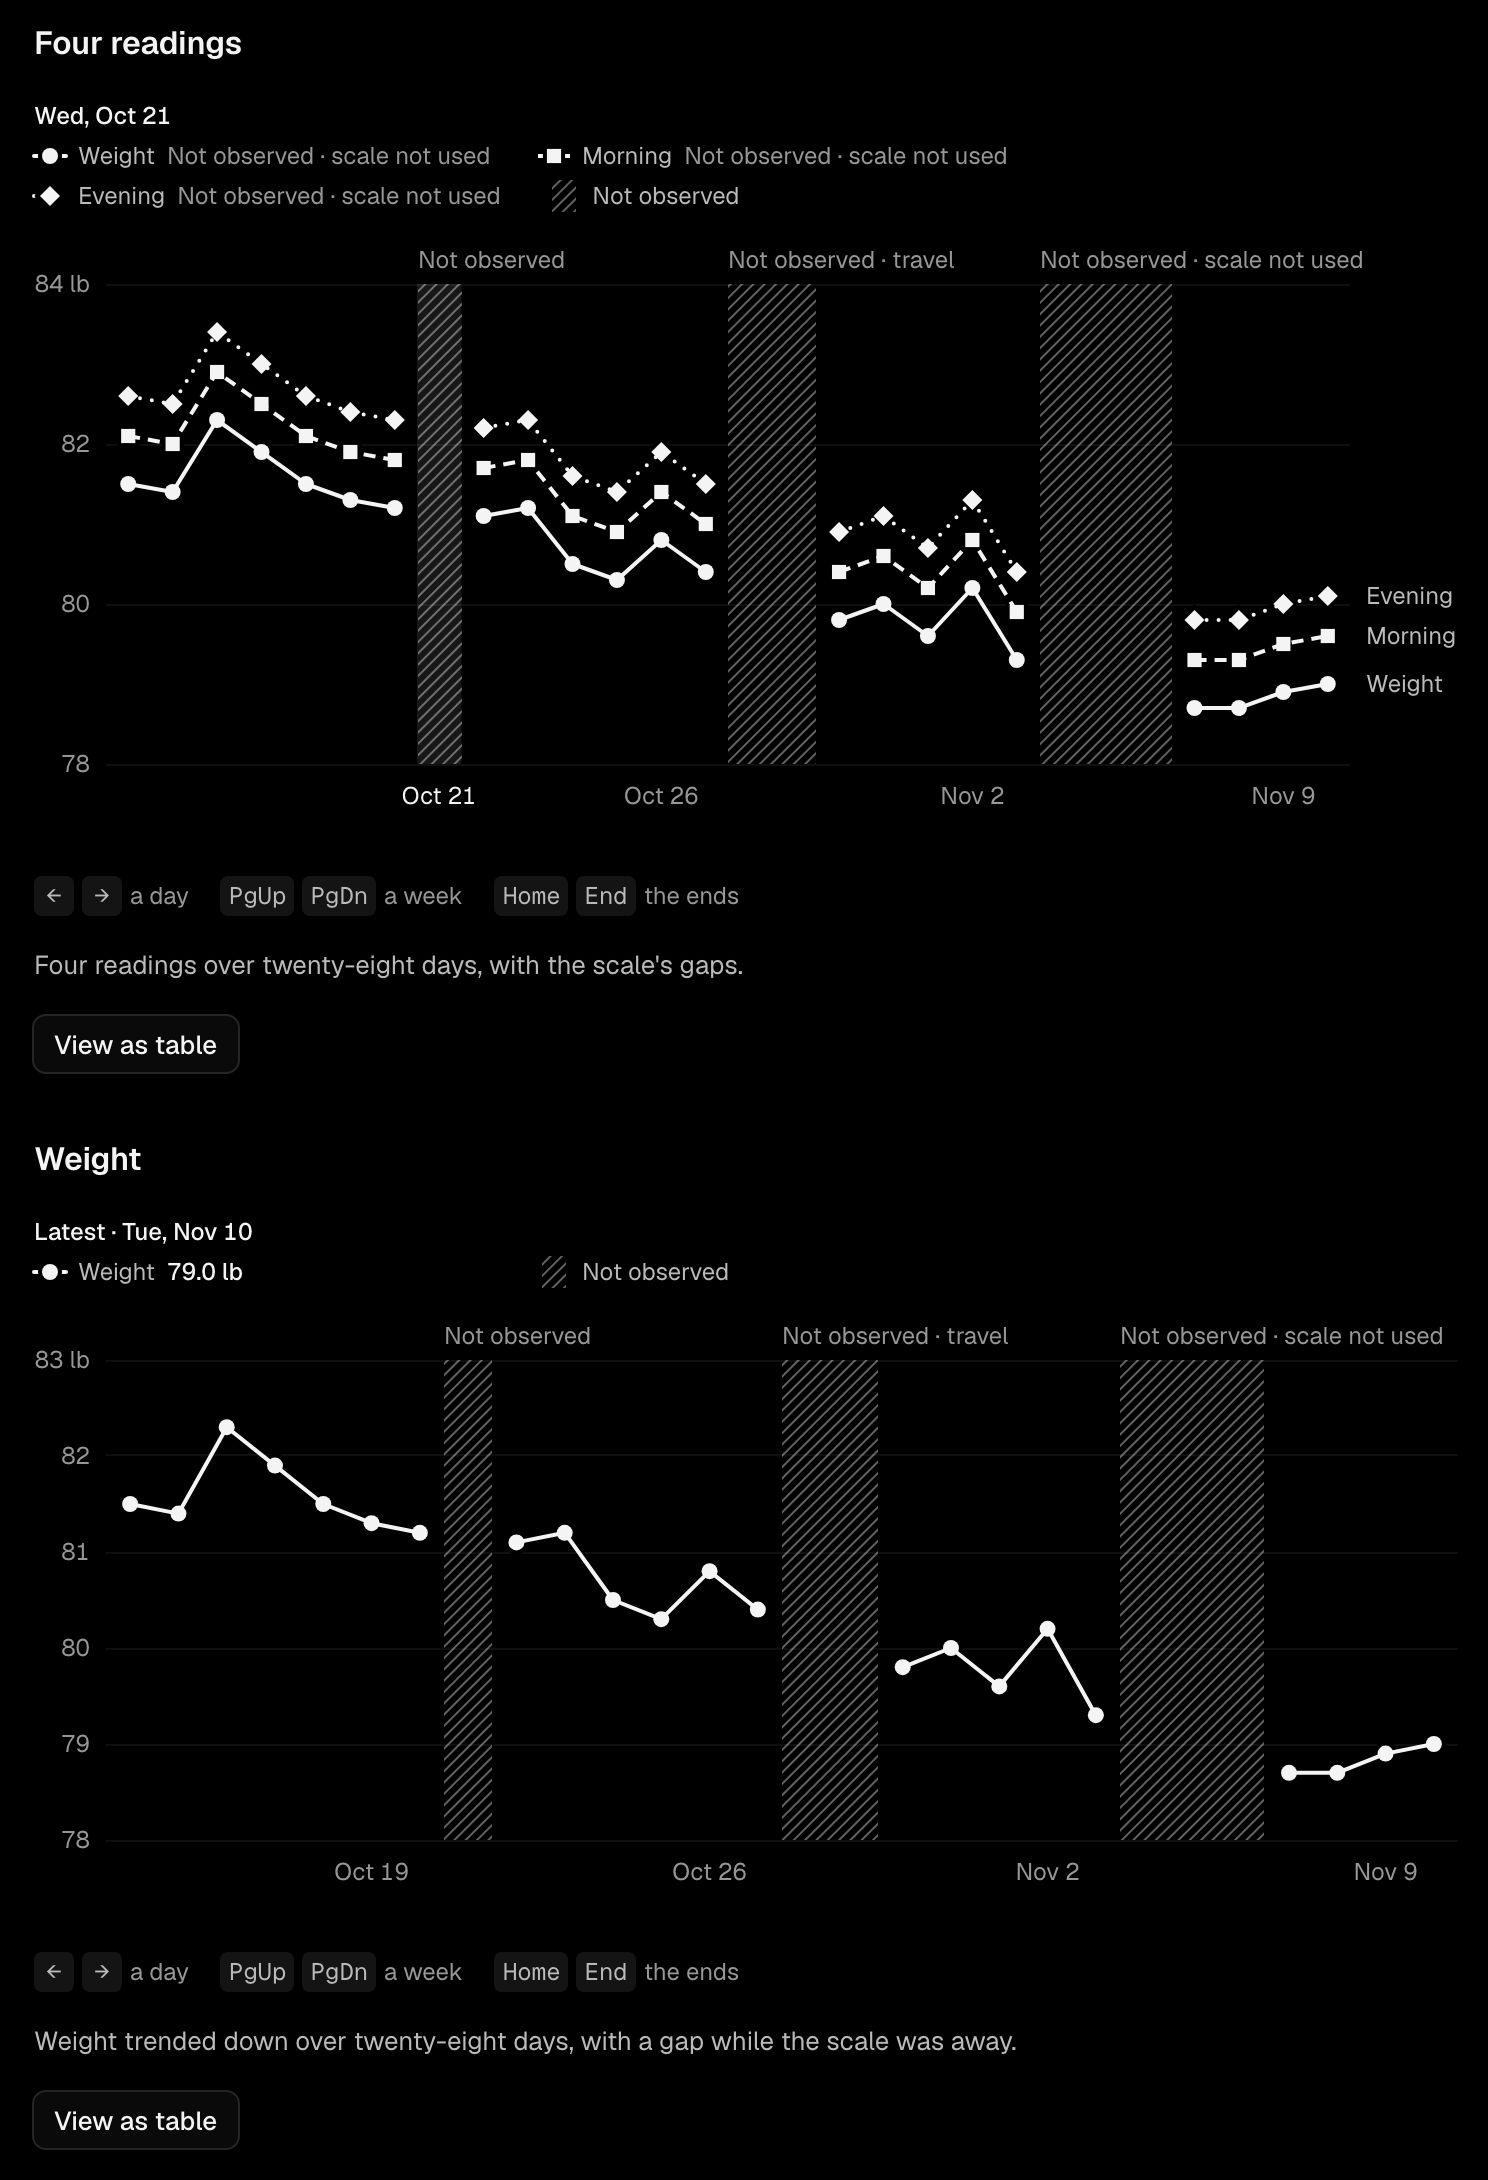 Four readings
Wed, Oct 21
Weight Not observed · scale not used Morning Not observed · scale not used
Evening Not observed · scale not used Not observed
Not observed Not observed · travel Not observed · scale not used
84 lb
82
80
Evening
Morning
Weight
78
Oct 21 Oct 26 Nov 2 Nov 9
← → a day PgUp PgDn a week Home End the ends
Four readings over twenty-eight days, with the scale's gaps.
View as table
Weight
Latest · Tue, Nov 10
Weight 79.0 lb Not observed
Not observed Not observed · travel Not observed · scale not used
83 lb
82
81
80
79
78
Oct 19 Oct 26 Nov 2 Nov 9
← → a day PgUp PgDn a week Home End the ends
Weight trended down over twenty-eight days, with a gap while the scale was away.
View as table